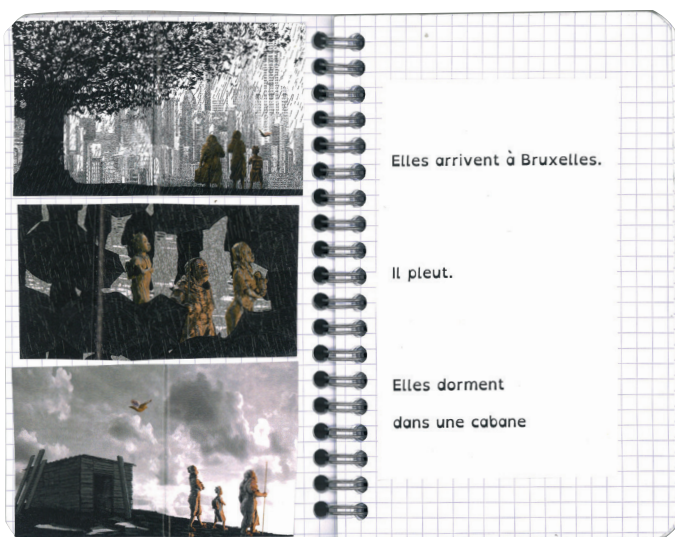 Elles arrivent à Bruxelles.
Il pleut.
Elles dorment
dans une cabane